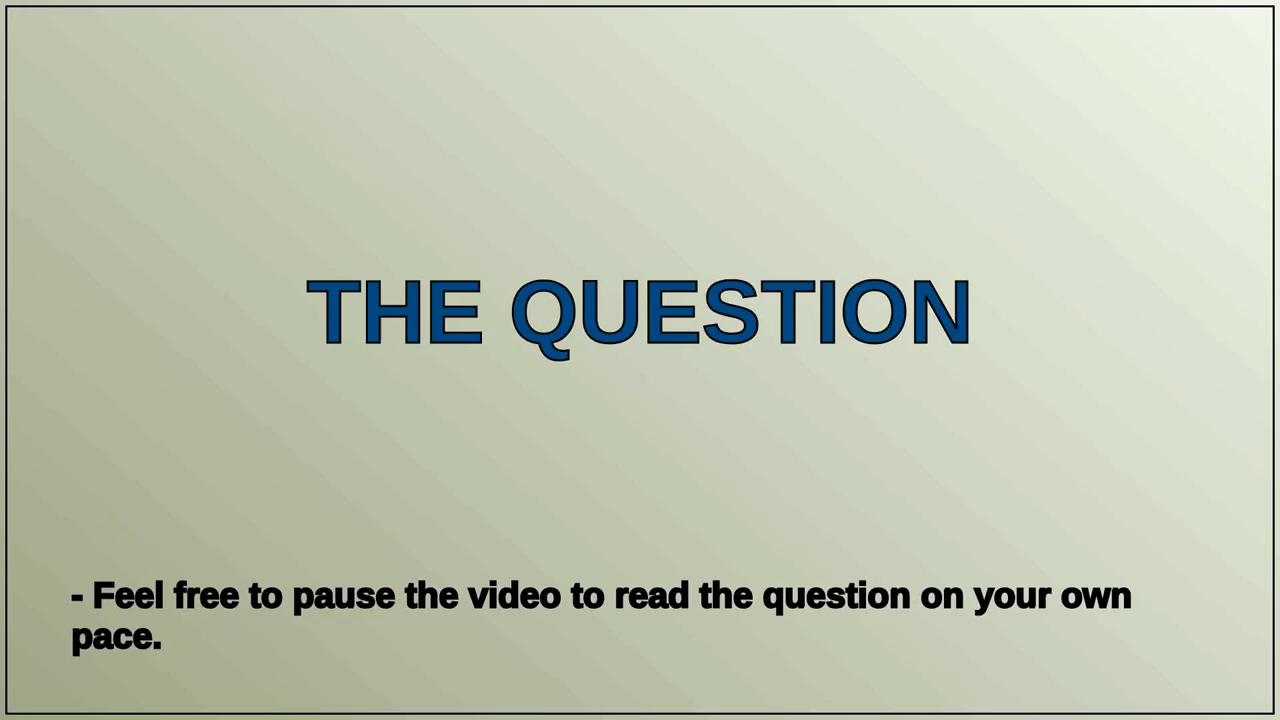 THE QUESTION
- Feel free to pause the video to read the question on your own
pace.